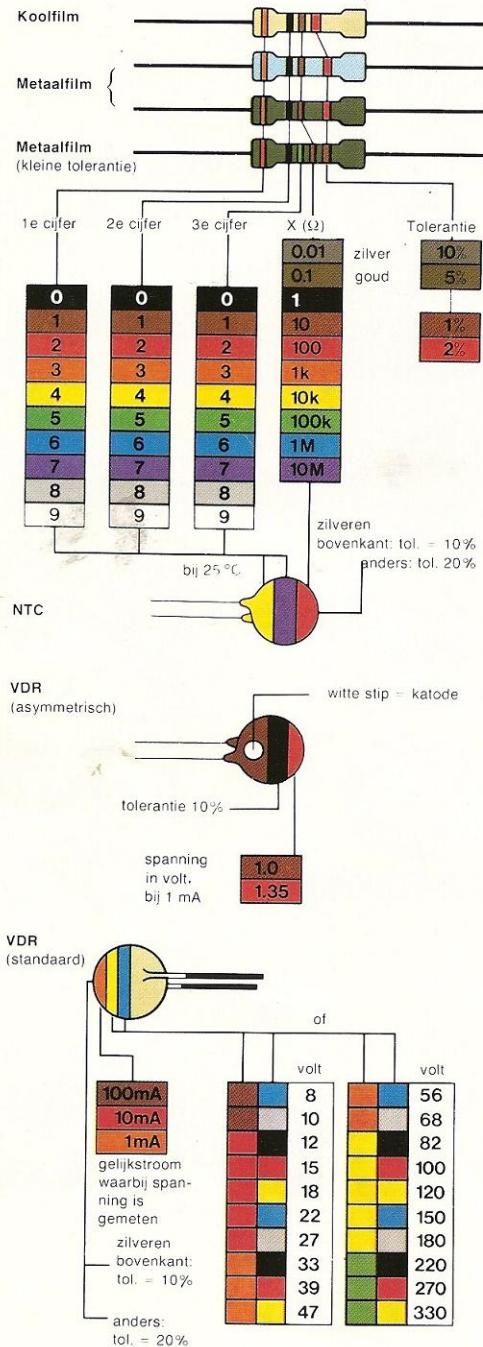 Koolfilm
Metaalfilm
Metaalfilm
(kleine tolerantie)
1e cijfer 2e cijfer 3e cijfer X (Ω) Tolerantie
0.01 zilver 10%
0.1 goud 5%
0 0 0 1
1 1 1 10 1%
2 2 2 100 2%
3 3 3 1k
4 4 4 10k
5 5 5 100k
6 6 6 1M
7 7 7 10M
8 8 8
9 9 9
zilveren
bovenkant: tol. = 10%
anders: tol. 20%
bij 25 °C
NTC
VDR
(asymmetrisch)
witte stip = katode
tolerantie 10%
spanning
in volt.
bij 1 mA
1.0
1.35
VDR
(standaard)
of
volt volt
100mA 8 56
10mA 10 68
1mA 12 82
15 100
18 120
22 150
27 180
33 220
39 270
47 330
gelijkstroom
waarbij span-
ning is
gemeten
zilveren
bovenkant:
tol. = 10%
anders:
tol. = 20%